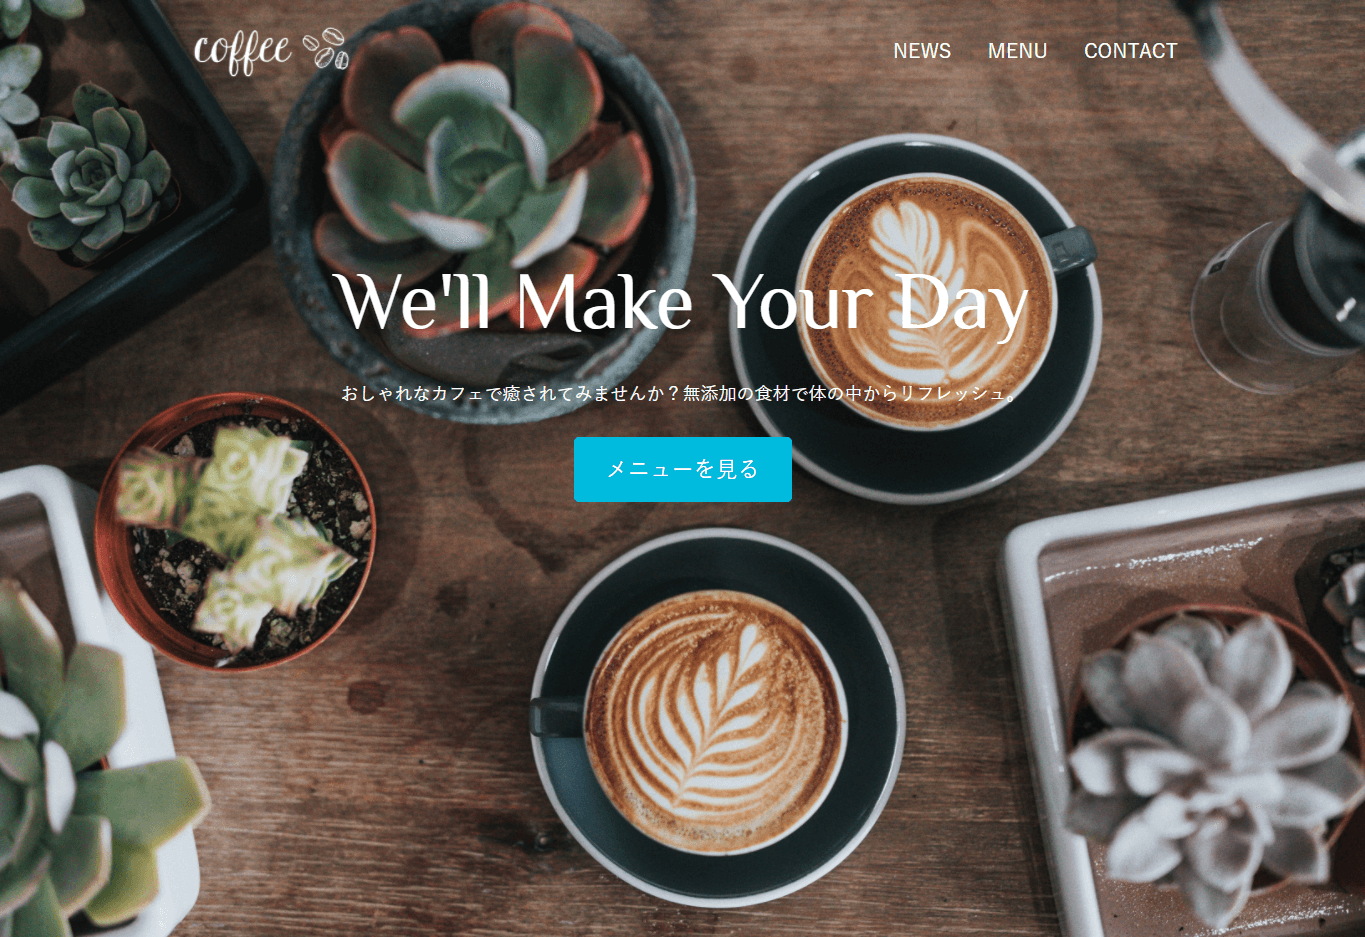 coffee
NEWS MENU CONTACT
We'll Make Your Day
おしゃれなカフェで癒されてみませんか？無添加の食材で体の中からリフレッシュ。
メニューを見る